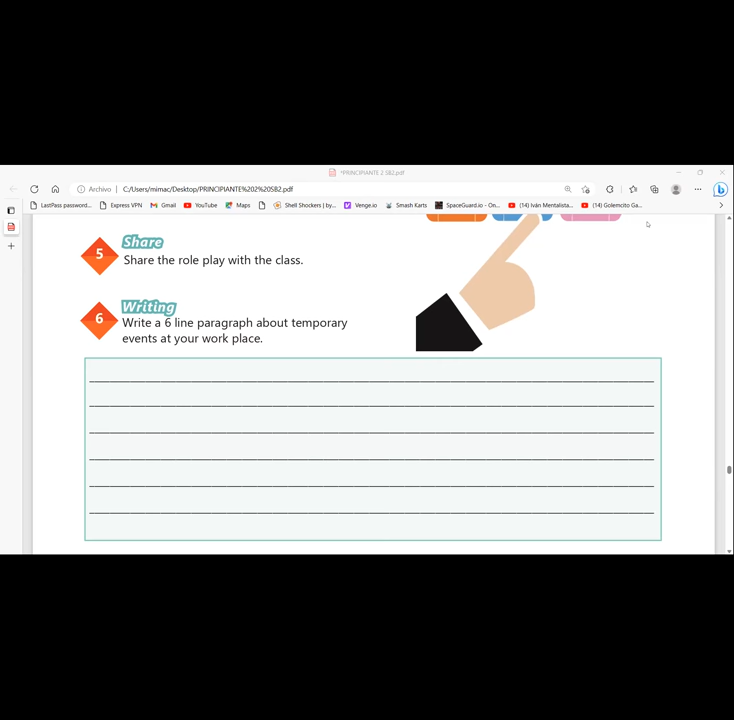 *PRINCIPIANTE 2 SB2.pdf
Archivo | C:/Users/mimac/Desktop/PRINCIPIANTE%202%20SB2.pdf
LastPass password... Express VPN Gmail YouTube Maps Shell Shockers | by... Venge.io Smash Karts SpaceGuard.io - On... (14) Iván Mentalista... (14) Golemcito Ga...
5 Share
Share the role play with the class.
6 Writing
Write a 6 line paragraph about temporary
events at your work place.